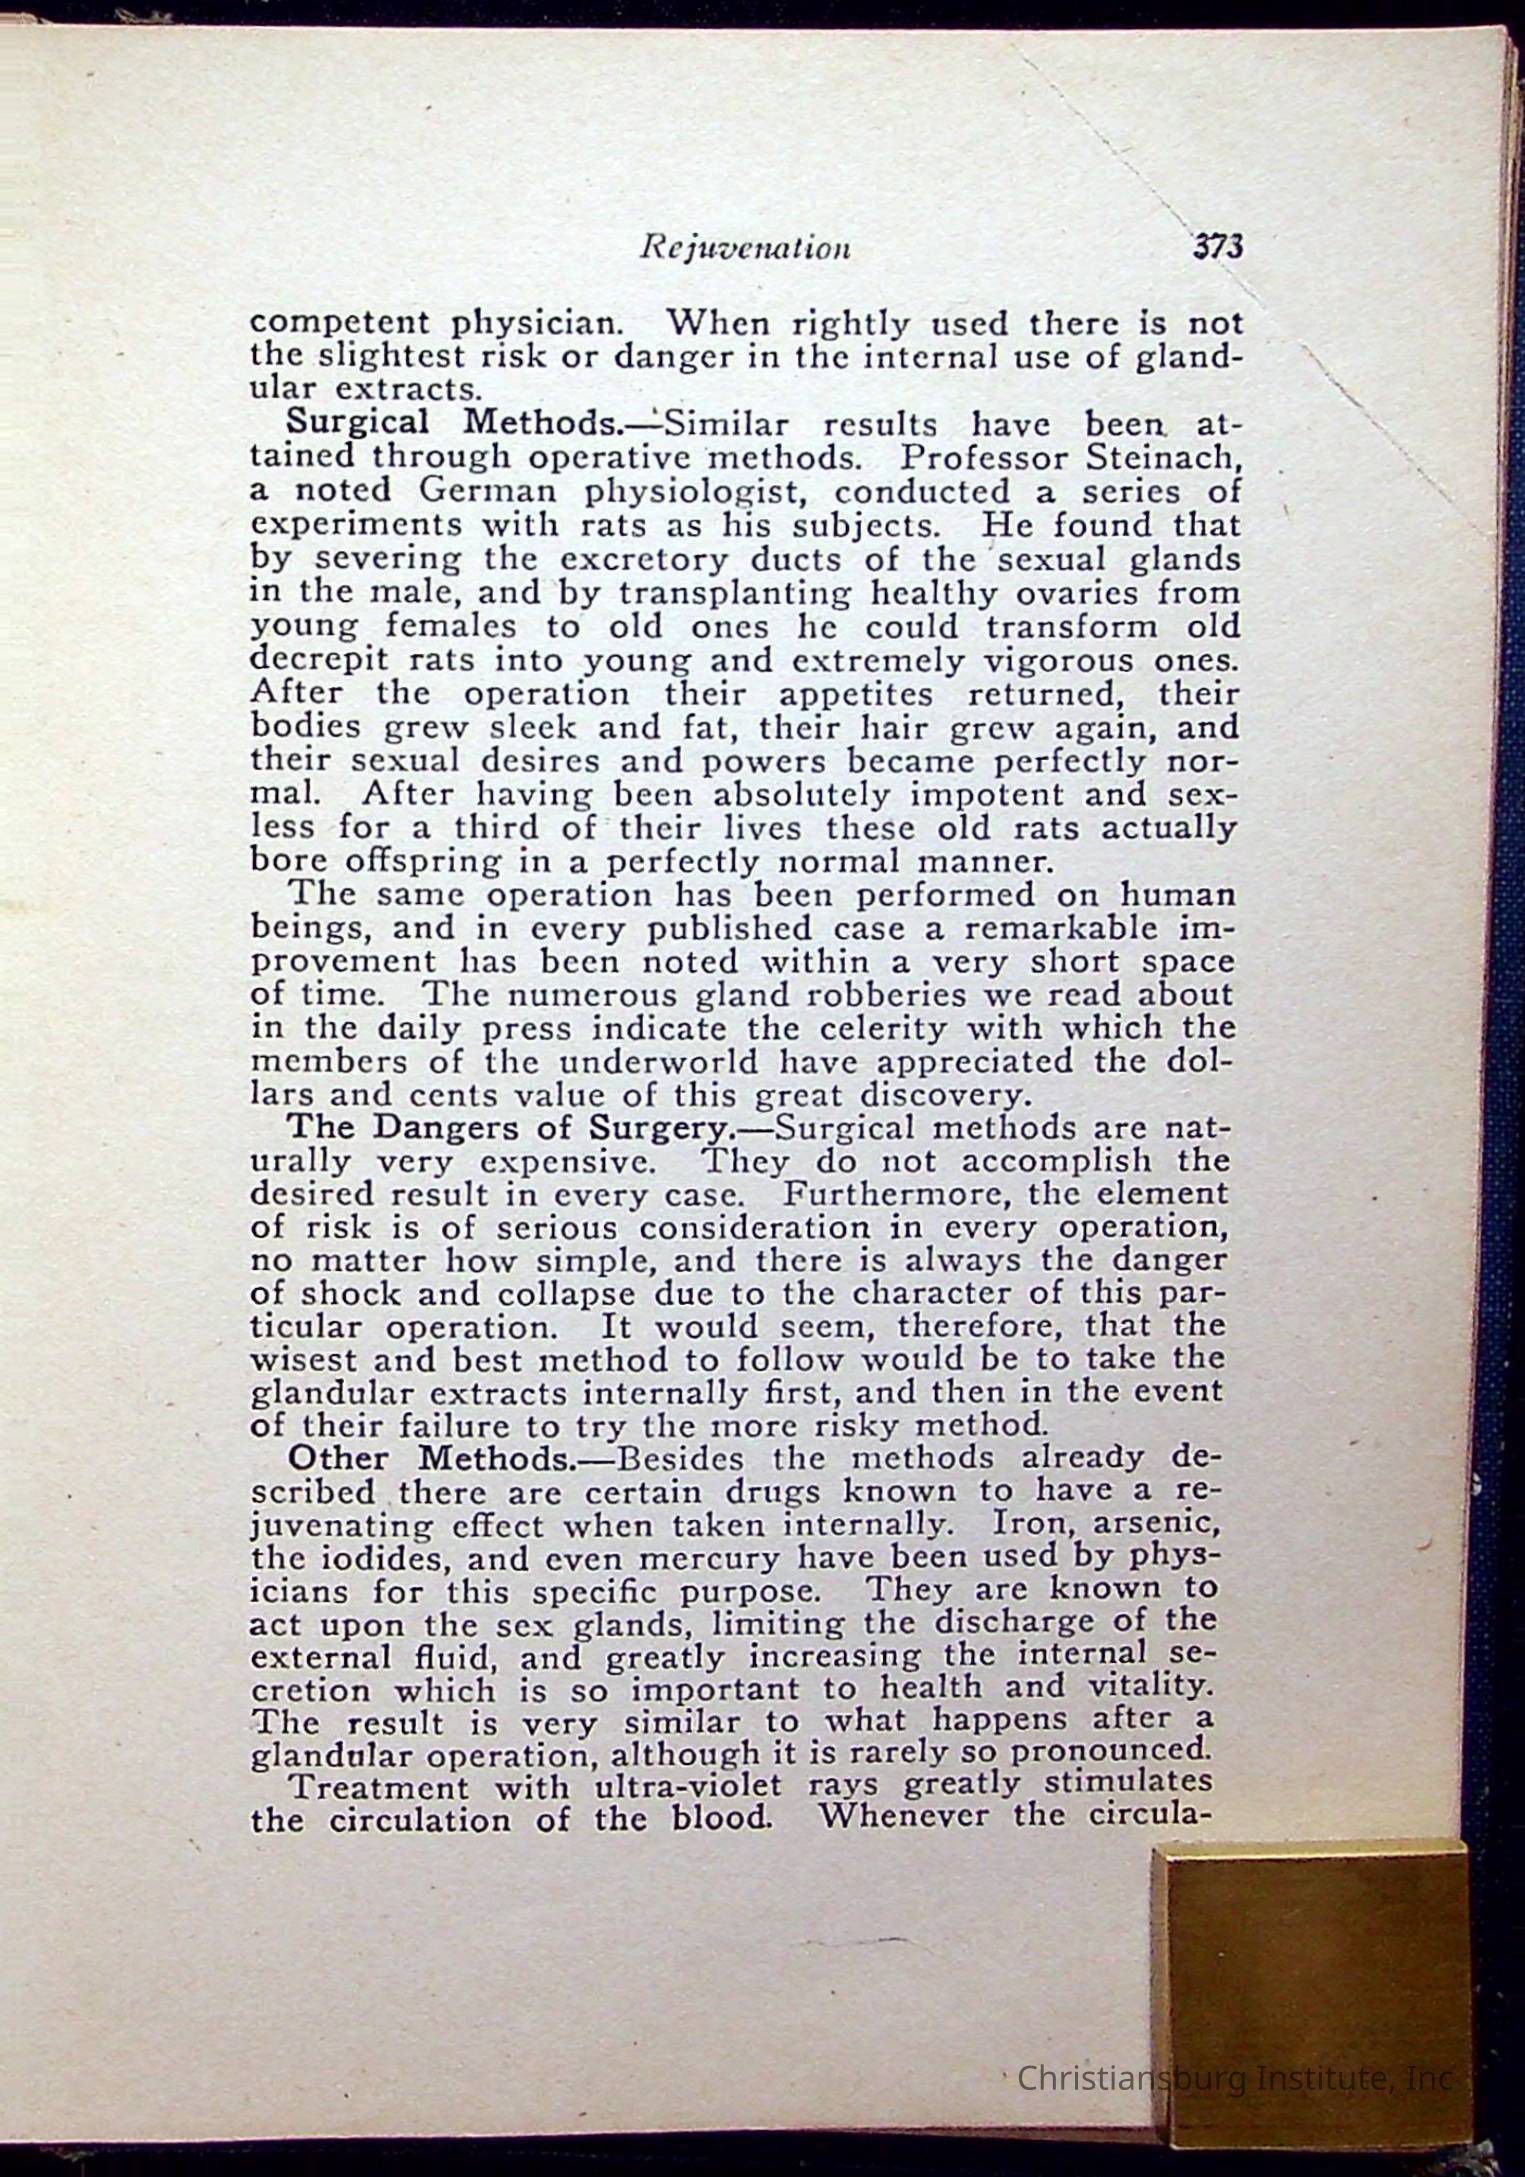 Rejuvenation 373
competent physician. When rightly used there is not
the slightest risk or danger in the internal use of gland-
ular extracts.
Surgical Methods.—Similar results have been at-
tained through operative methods. Professor Steinach,
a noted German physiologist, conducted a series of
experiments with rats as his subjects. He found that
by severing the excretory ducts of the sexual glands
in the male, and by transplanting healthy ovaries from
young females to old ones he could transform old
decrepit rats into young and extremely vigorous ones.
After the operation their appetites returned, their
bodies grew sleek and fat, their hair grew again, and
their sexual desires and powers became perfectly nor-
mal. After having been absolutely impotent and sex-
less for a third of their lives these old rats actually
bore offspring in a perfectly normal manner.
The same operation has been performed on human
beings, and in every published case a remarkable im-
provement has been noted within a very short space
of time. The numerous gland robberies we read about
in the daily press indicate the celerity with which the
members of the underworld have appreciated the dol-
lars and cents value of this great discovery.
The Dangers of Surgery.—Surgical methods are nat-
urally very expensive. They do not accomplish the
desired result in every case. Furthermore, the element
of risk is of serious consideration in every operation,
no matter how simple, and there is always the danger
of shock and collapse due to the character of this par-
ticular operation. It would seem, therefore, that the
wisest and best method to follow would be to take the
glandular extracts internally first, and then in the event
of their failure to try the more risky method.
Other Methods.—Besides the methods already de-
scribed there are certain drugs known to have a re-
juvenating effect when taken internally. Iron, arsenic,
the iodides, and even mercury have been used by phys-
icians for this specific purpose. They are known to
act upon the sex glands, limiting the discharge of the
external fluid, and greatly increasing the internal se-
cretion which is so important to health and vitality.
The result is very similar to what happens after a
glandular operation, although it is rarely so pronounced.
Treatment with ultra-violet rays greatly stimulates
the circulation of the blood. Whenever the circula-
Christiansburg Institute, Inc